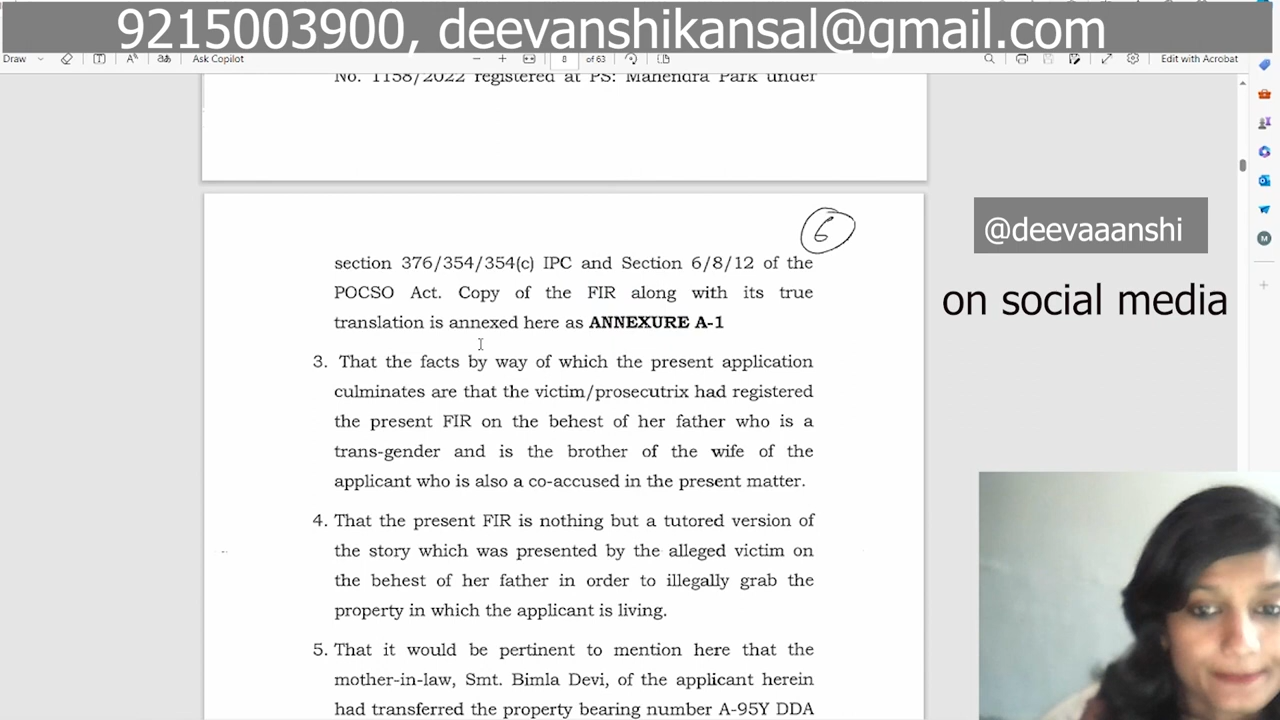 9215003900, deevanshikansal@gmail.com
Draw
Ask Copilot
8
of 63
Edit with Acrobat
No. 1158/2022 registered at PS: Mahendra Park under
6
section 376/354/354(c) IPC and Section 6/8/12 of the
POCSO Act. Copy of the FIR along with its true
translation is annexed here as ANNEXURE A-1
3. That the facts by way of which the present application
culminates are that the victim/prosecutrix had registered
the present FIR on the behest of her father who is a
trans-gender and is the brother of the wife of the
applicant who is also a co-accused in the present matter.
4. That the present FIR is nothing but a tutored version of
the story which was presented by the alleged victim on
the behest of her father in order to illegally grab the
property in which the applicant is living.
5. That it would be pertinent to mention here that the
mother-in-law, Smt. Bimla Devi, of the applicant herein
had transferred the property bearing number A-95Y DDA
@deevaaanshi
on social media